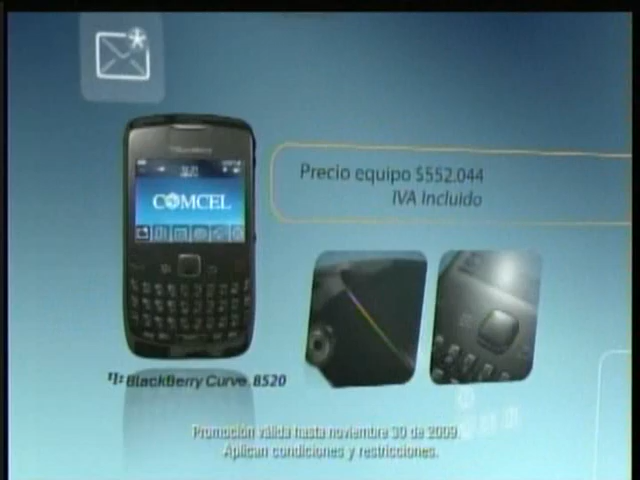 BlackBerry
COMCEL
Precio equipo $552.044
IVA Incluido
BlackBerry Curve 8520
Promoción válida hasta noviembre 30 de 2009.
Aplican condiciones y restricciones.